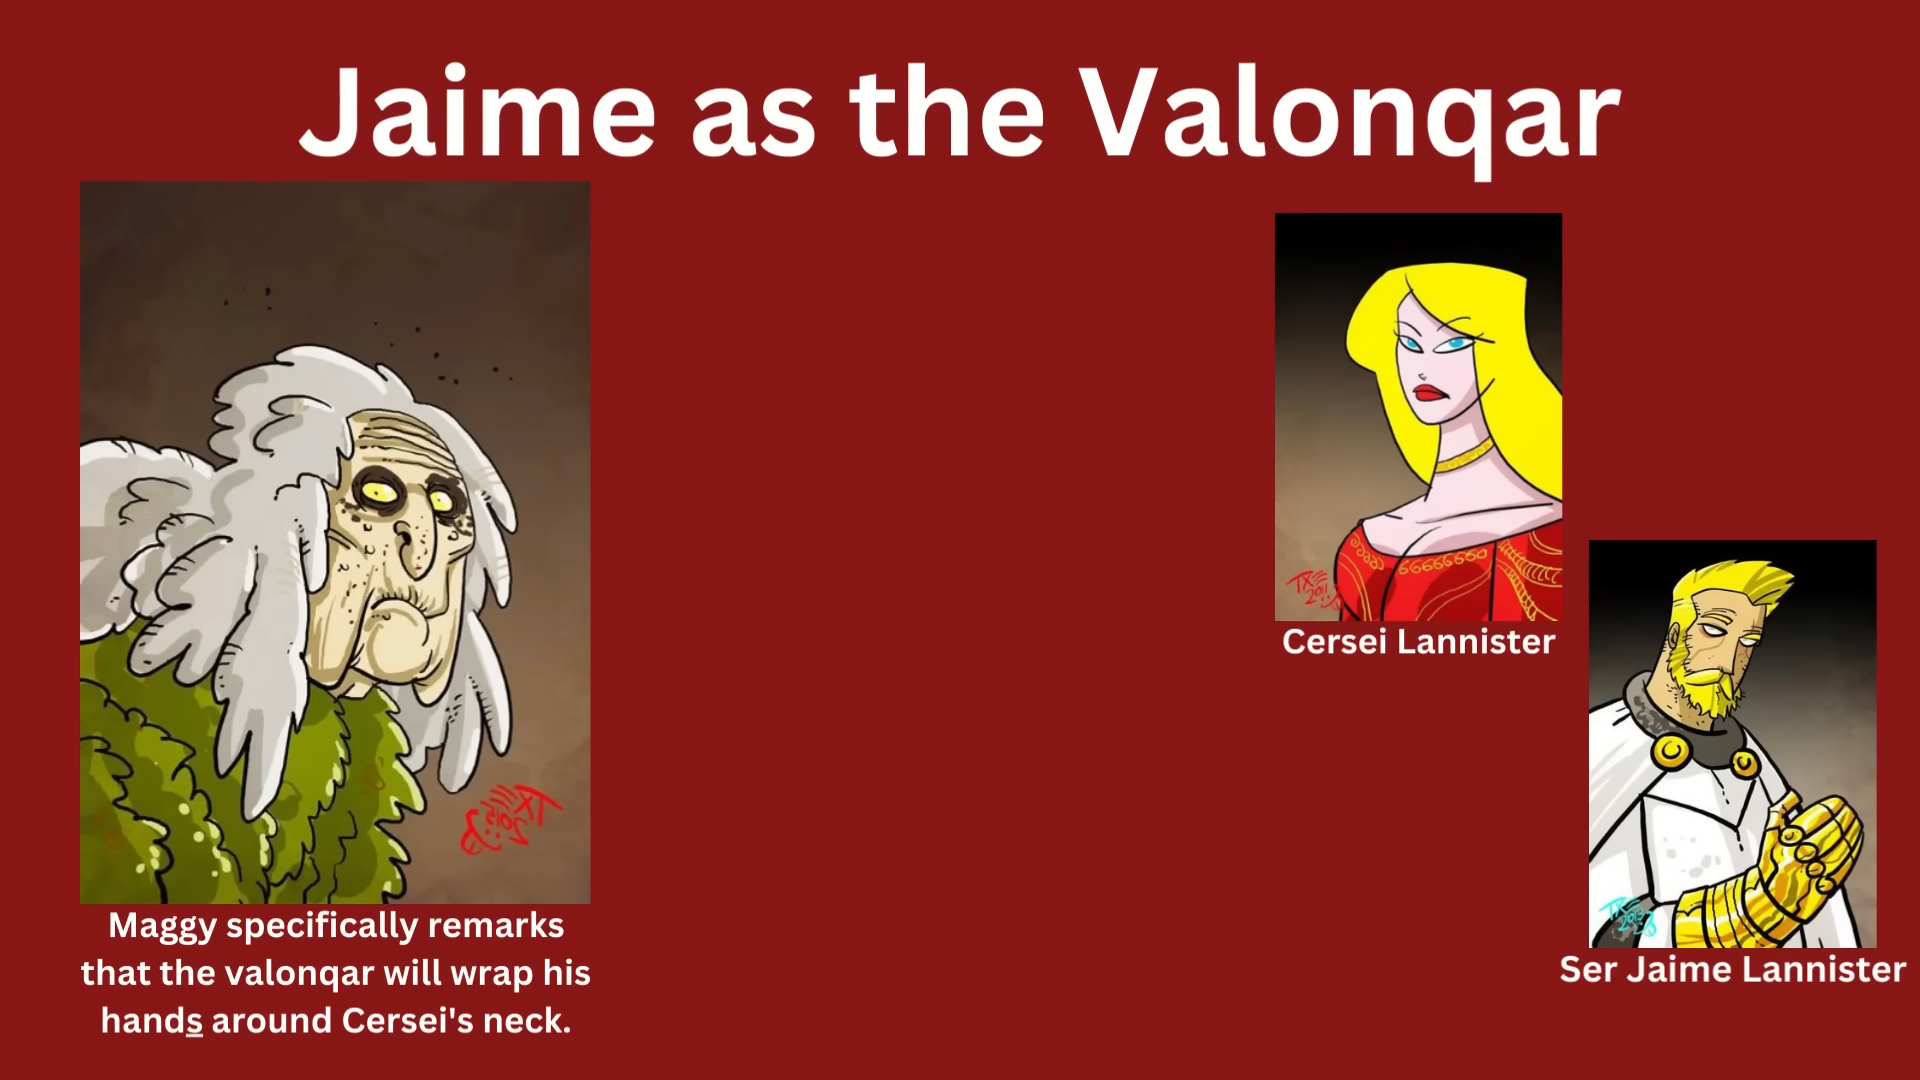 Jaime as the Valonqar
Cersei Lannister
Maggy specifically remarks
that the valonqar will wrap his
hands around Cersei's neck.
Ser Jaime Lannister